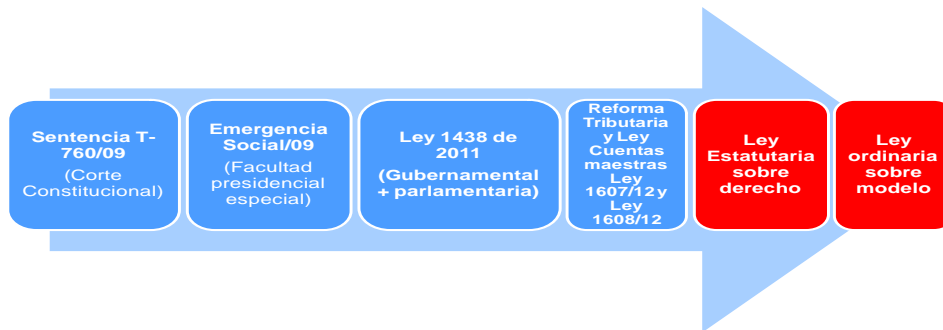 Sentencia T-
760/09
(Corte
Constitucional)
Emergencia
Social/09
(Facultad
presidencial
especial)
Ley 1438 de
2011
(Gubernamental
+ parlamentaria)
Reforma
Tributaria
y Ley
Cuentas
maestras
Ley
1607/12 y
Ley
1608/12
Ley
Estatutaria
sobre
derecho
Ley
ordinaria
sobre
modelo